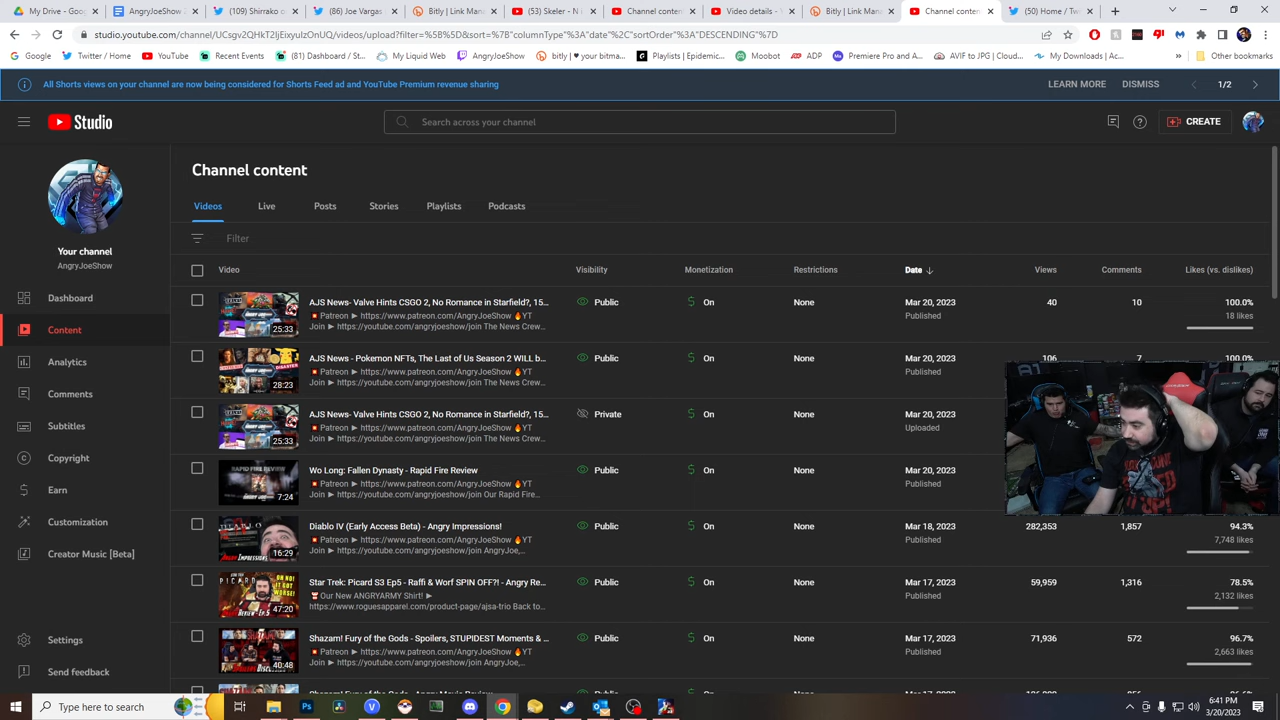 My Drive - Goog
AngryJoeShow
(109) Shirrako o
(86) Joe Vargas
Bitly | Link Man
(53) Skeler - N i
Channel conten
Video details - Y
Bitly | Link Man
Channel conten
(50) Home / Tw
studio.youtube.com/channel/UCsgv2QHkT2ljEixyulzOnUQ/videos/upload?filter=%5B%5D&sort=%7B"columnType"%3A"date"%2C"sortOrder"%3A"DESCENDING"%7D
Google
Twitter / Home
YouTube
Recent Events
(81) Dashboard / St...
My Liquid Web
AngryJoeShow - T...
bitly | ♥ your bitma...
Playlists | Epidemic...
Moobot
ADP
Premiere Pro and A...
AVIF to JPG | Cloud...
»
Other bookmarks
All Shorts views on your channel are now being considered for Shorts Feed ad and YouTube Premium revenue sharing
LEARN MORE
DISMISS
1/2
Studio
Search across your channel
CREATE
Your channel
AngryJoeShow
Dashboard
Content
Analytics
Comments
Subtitles
Copyright
Earn
Customization
Creator Music [Beta]
Settings
Send feedback
Channel content
Videos
Live
Posts
Stories
Playlists
Podcasts
Filter
Video
Visibility
Monetization
Restrictions
Date
Views
Comments
Likes (vs. dislikes)
25:33
AJS News- Valve Hints CSGO 2, No Romance in Starfield?, 15...
Public
On
None
Mar 20, 2023
40
10
100.0%
Patreon ► https://www.patreon.com/AngryJoeShow 🔥YT
Published
18 likes
Join ► https://youtube.com/angryjoeshow/join The News Crew...
28:23
AJS News - Pokemon NFTs, The Last of Us Season 2 WILL b...
Public
On
None
Mar 20, 2023
106
7
100.0%
Patreon ► https://www.patreon.com/AngryJoeShow 🔥YT
Published
Join ► https://youtube.com/angryjoeshow/join The News Crew...
25:33
AJS News- Valve Hints CSGO 2, No Romance in Starfield?, 15...
Private
On
None
Mar 20, 2023
Patreon ► https://www.patreon.com/AngryJoeShow 🔥YT
Uploaded
Join ► https://youtube.com/angryjoeshow/join The News Crew...
7:24
Wo Long: Fallen Dynasty - Rapid Fire Review
Public
On
None
Mar 20, 2023
Patreon ► https://www.patreon.com/AngryJoeShow 🔥YT
Published
Join ► https://youtube.com/angryjoeshow/join Our Rapid Fire...
16:29
Diablo IV (Early Access Beta) - Angry Impressions!
Public
On
None
Mar 18, 2023
282,353
1,857
94.3%
Patreon ► https://www.patreon.com/AngryJoeShow 🔥YT
Published
7,748 likes
Join ► https://youtube.com/angryjoeshow/join AngryJoe,...
47:20
Star Trek: Picard S3 Ep5 - Raffi & Worf SPIN OFF?! - Angry Re...
Public
On
None
Mar 17, 2023
59,959
1,316
78.5%
Our New ANGRYARMY Shirt! ►
Published
2,132 likes
https://www.roguesapparel.com/product-page/ajsa-trio Back to...
40:48
Shazam! Fury of the Gods - Spoilers, STUPIDEST Moments & ...
Public
On
None
Mar 17, 2023
71,936
572
96.7%
Patreon ► https://www.patreon.com/AngryJoeShow 🔥YT
Published
2,663 likes
Join ► https://youtube.com/angryjoeshow/join AngryJoe,...
Type here to search
6:41 PM
3/20/2023